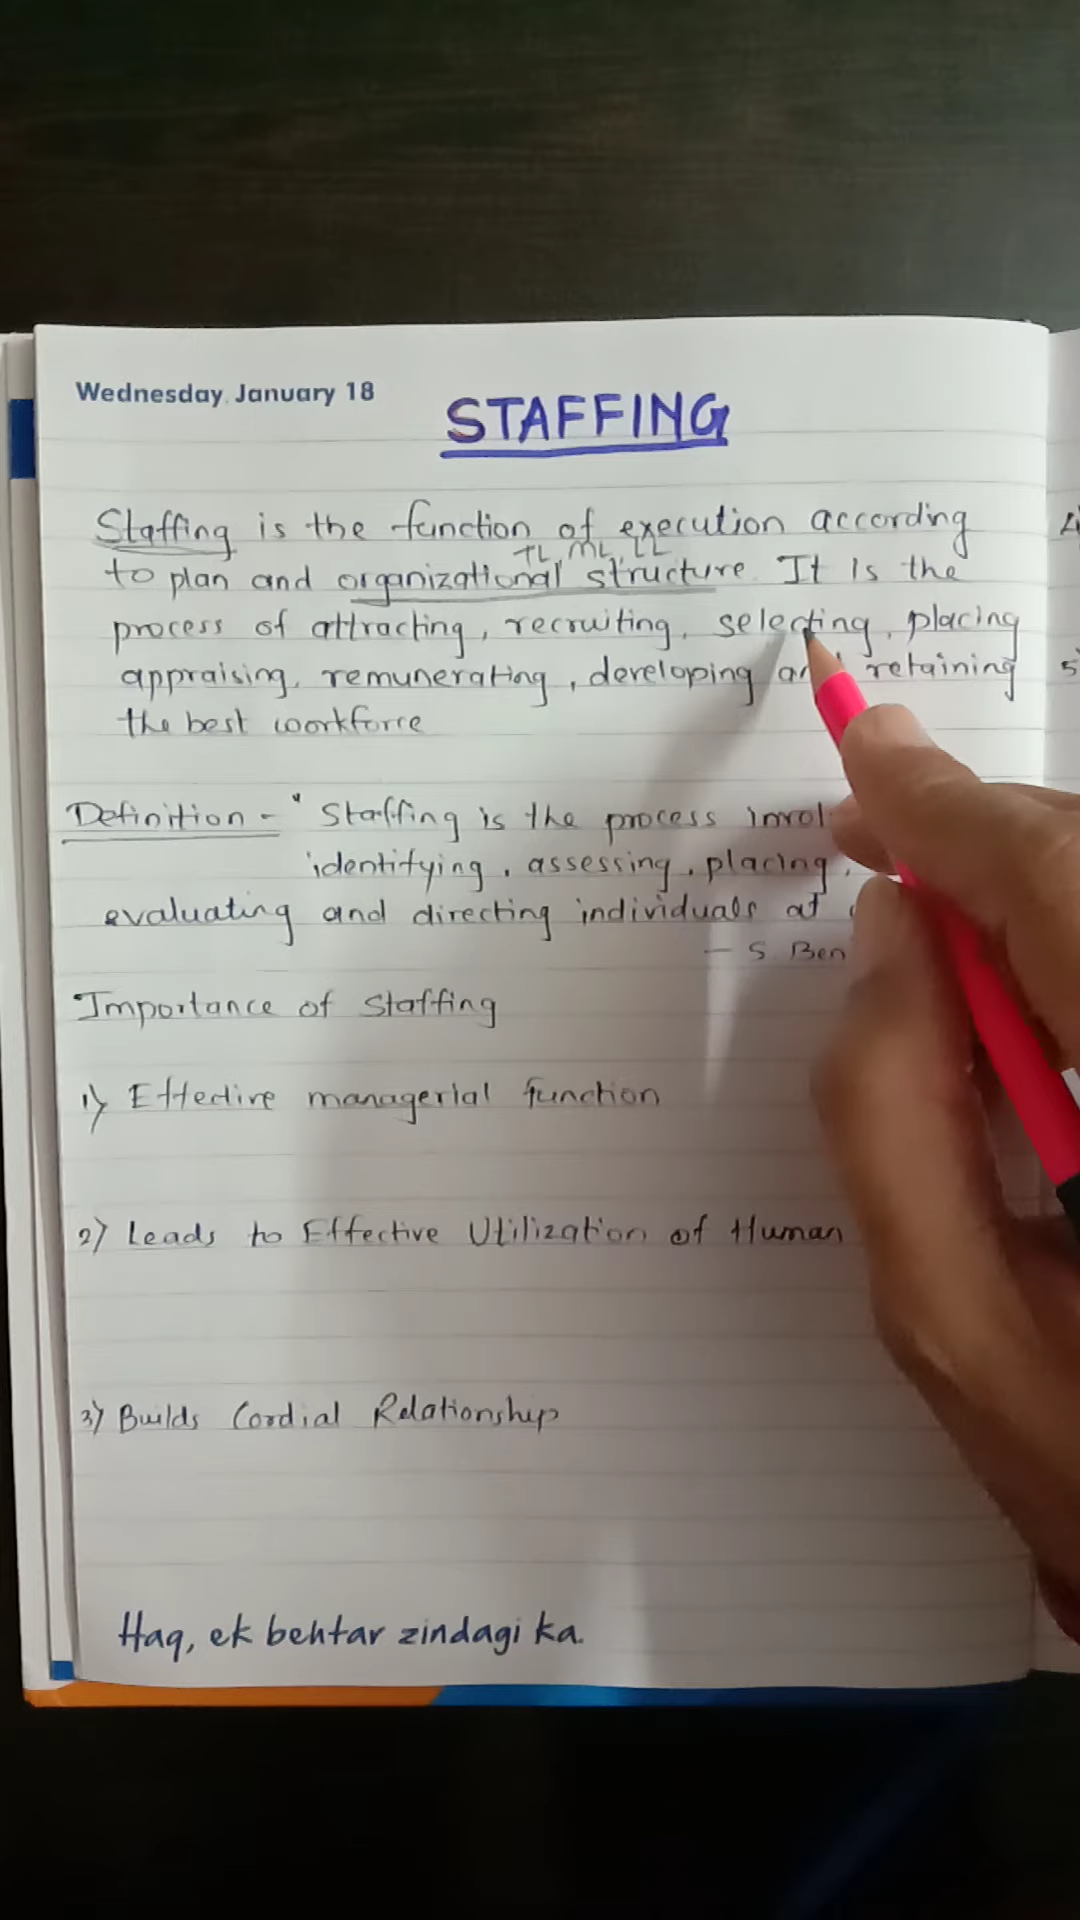 Wednesday, January 18
STAFFING
Staffing is the function of execution according
TL, ML, LL
to plan and organizational structure. It is the
process of attracting, recruiting, selecting, placing
appraising, remunerating, developing retaining
the best workforce
Definition - " Staffing is the process
identifying, assessing, placing,
evaluating and directing individuals at
- S. Ben
Importance of Staffing
1) Effective managerial function
2) Leads to Effective Utilization of Human
3) Builds Cordial Relationship
Haq, ek behtar zindagi ka.